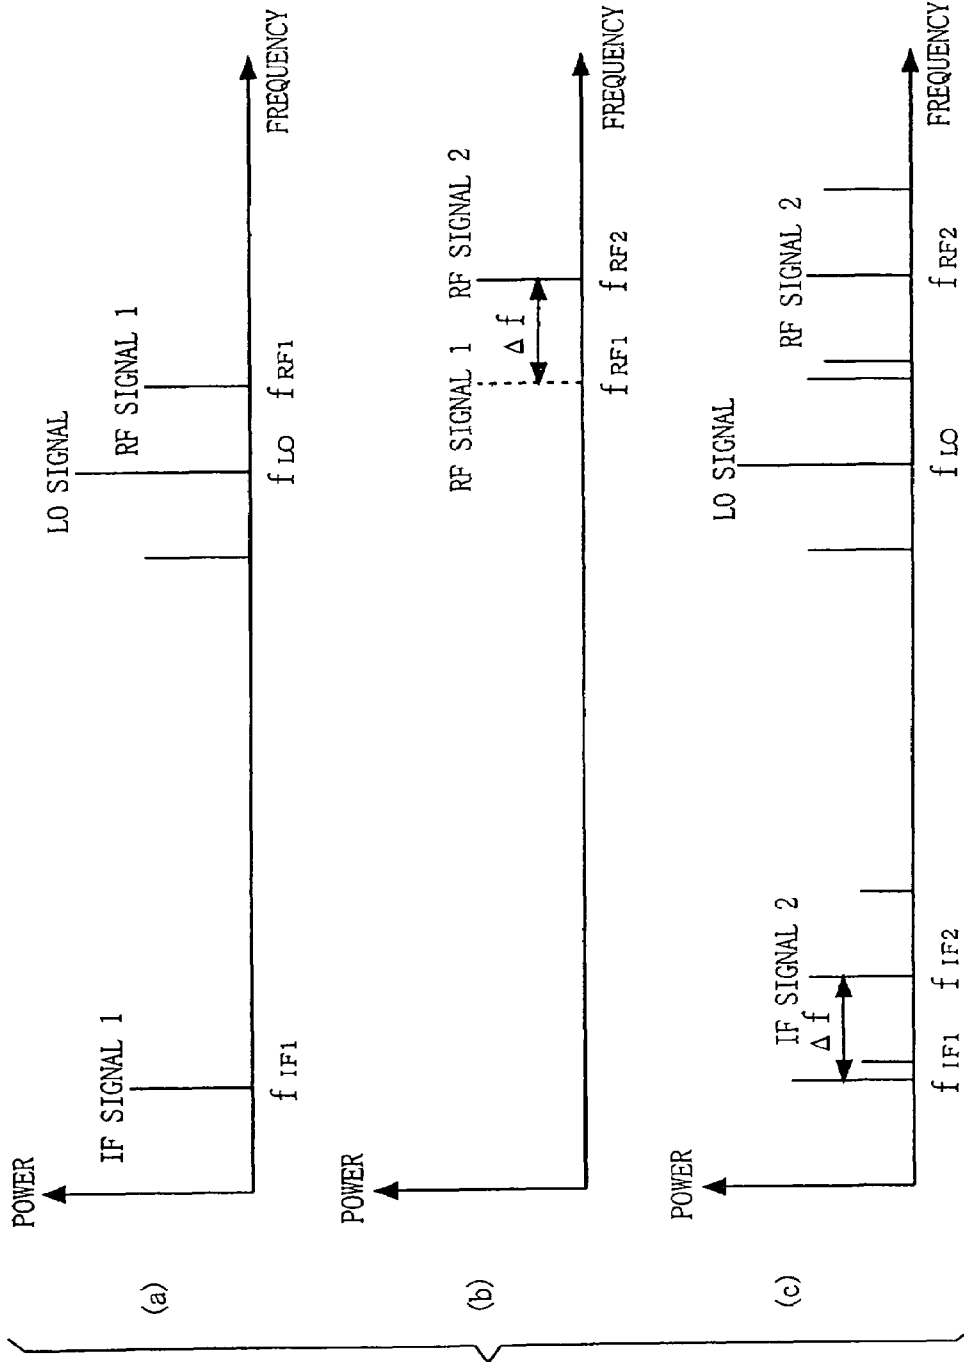 (a)
POWER
IF SIGNAL 1
LO SIGNAL
RF SIGNAL 1
f IF1
f LO
f RF1
FREQUENCY
(b)
POWER
RF SIGNAL 1
RF SIGNAL 2
Δ f
f RF1
f RF2
FREQUENCY
(c)
POWER
IF SIGNAL 2
Δ f
LO SIGNAL
RF SIGNAL 2
f IF1
f IF2
f LO
f RF2
FREQUENCY